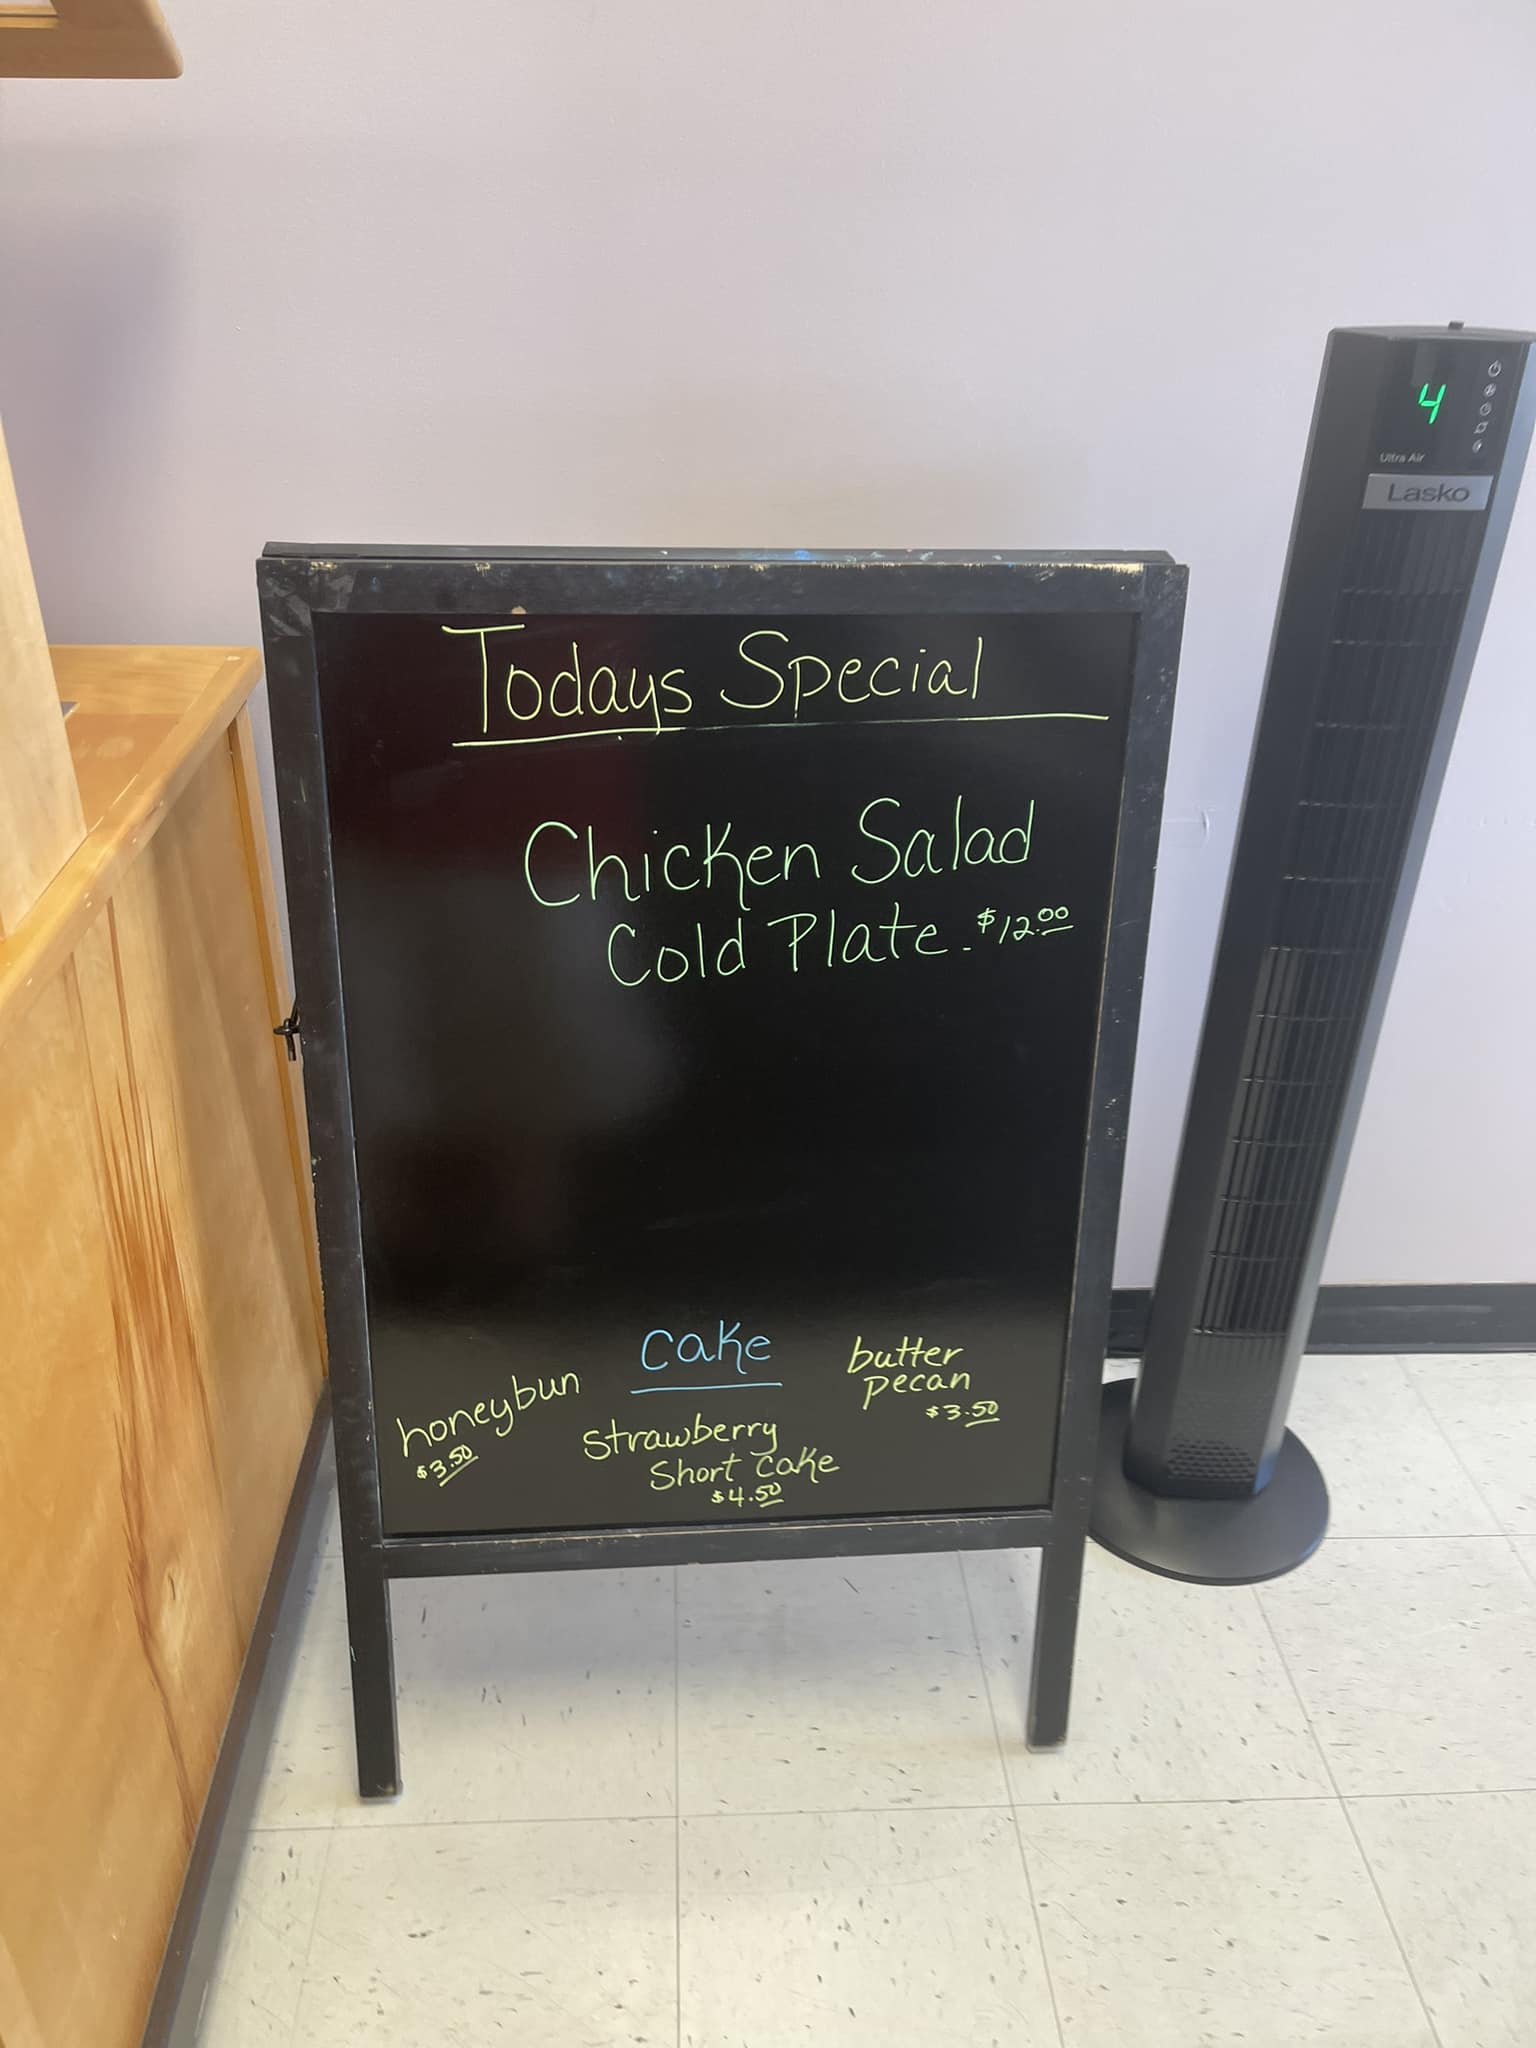 Todays Special
Chicken Salad
Cold Plate - $12.00
cake
honeybun
$3.50
strawberry
short cake
$4.50
butter
pecan
$3.50
4
Ultra Air
Lasko